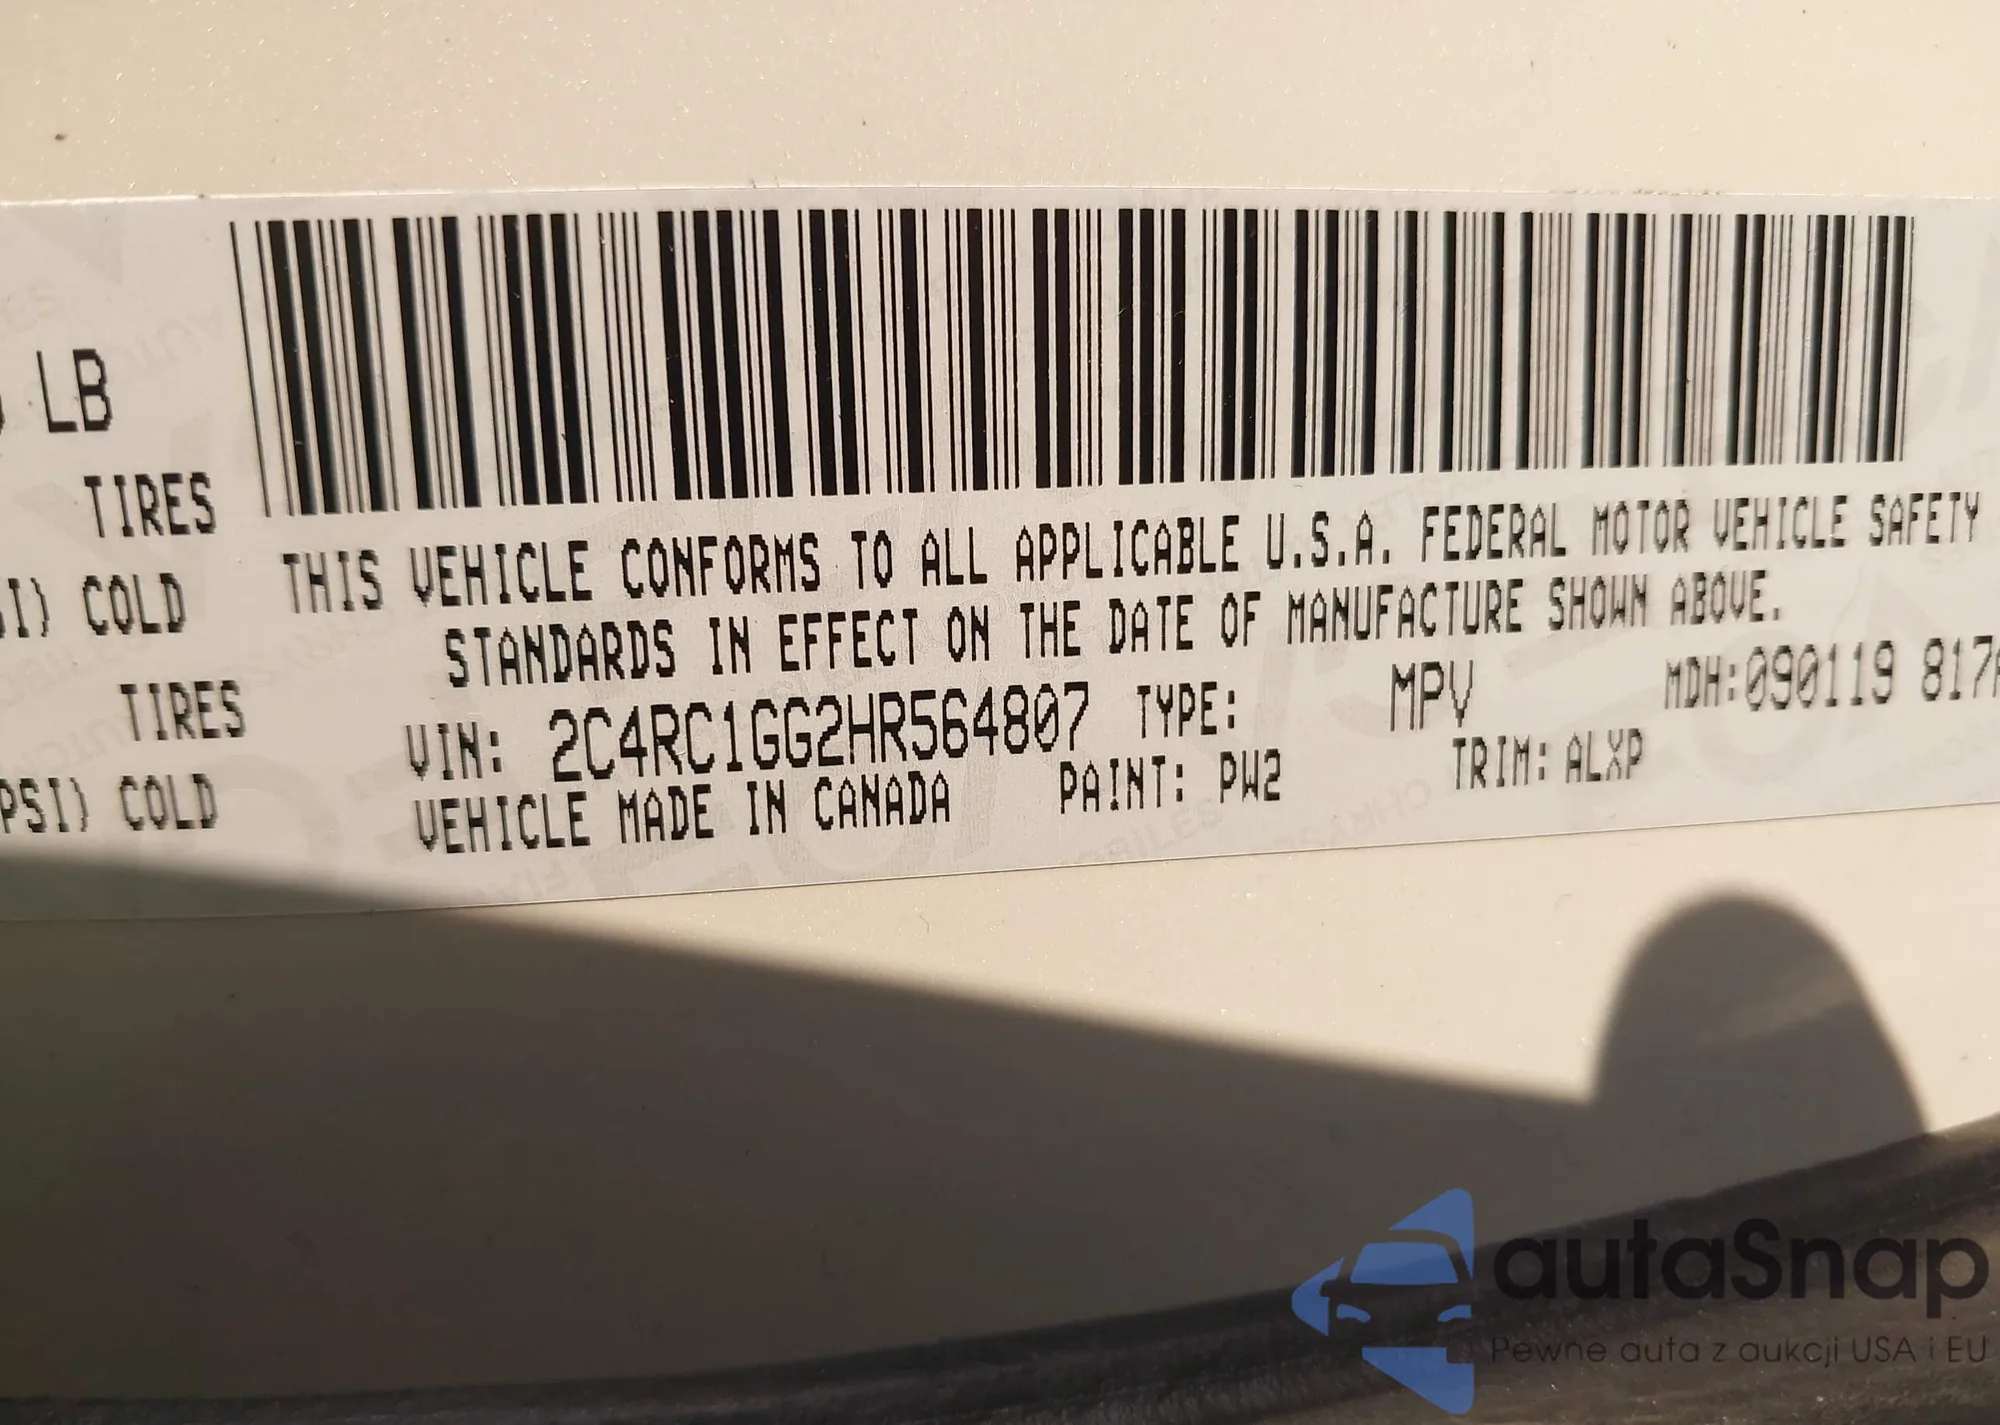 LB
TIRES
COLD
TIRES
PSI) COLD
THIS VEHICLE CONFORMS TO ALL APPLICABLE U.S.A. FEDERAL MOTOR VEHICLE SAFETY
STANDARDS IN EFFECT ON THE DATE OF MANUFACTURE SHOWN ABOVE.
VIN: 2C4RC1GG2HR564807 TYPE: MPV MDH:090119 817A
VEHICLE MADE IN CANADA PAINT: PW2 TRIM: ALXP
autaSnap
Pewne auta z aukcji USA i EU